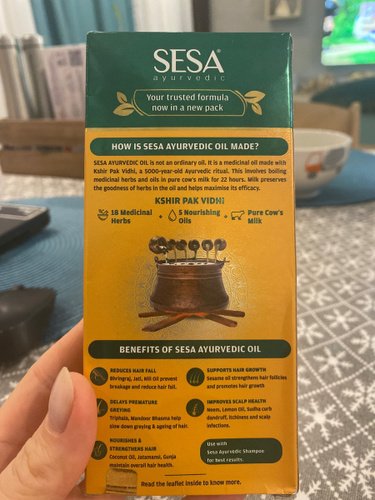 SESA®
ayurvedic
Your trusted formula
now in a new pack
HOW IS SESA AYURVEDIC OIL MADE?
SESA AYURVEDIC OIL is not an ordinary oil. It is a medicinal oil made with
Kshir Pak Vidhi, a 5000-year-old Ayurvedic ritual. This involves boiling
medicinal herbs and oils in pure cow's milk for 22 hours. Milk preserves
the goodness of herbs in the oil and helps maximise its efficacy.
KSHIR PAK VIDHI
18 Medicinal
Herbs
+
5 Nourishing
Oils
+
Pure Cow's
Milk
BENEFITS OF SESA AYURVEDIC OIL
REDUCES HAIR FALL
Bhringraj, Jati, Nili Oil prevent
breakage and reduce hair fall.
SUPPORTS HAIR GROWTH
Sesame oil strengthens hair follicles
and promotes hair growth
DELAYS PREMATURE
GREYING
Triphala, Mandoor Bhasma help
slow down greying & ageing of hair.
IMPROVES SCALP HEALTH
Neem, Lemon Oil, Rudha curb
dandruff, itchiness and scalp
infections.
NOURISHES &
STRENGTHENS HAIR
Coconut Oil, Jatamansi, Gunja
maintain overall hair health.
Use with
Sesa Ayurvedic Shampoo
for best results.
Read the leaflet inside to know more.